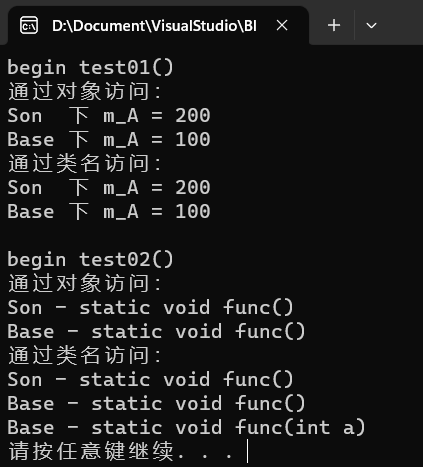 D:\Document\VisualStudio\Bl
begin test01()
通过对象访问:
Son  下 m_A = 200
Base 下 m_A = 100
通过类名访问:
Son  下 m_A = 200
Base 下 m_A = 100
begin test02()
通过对象访问:
Son - static void func()
Base - static void func()
通过类名访问:
Son - static void func()
Base - static void func()
Base - static void func(int a)
请按任意键继续. . .